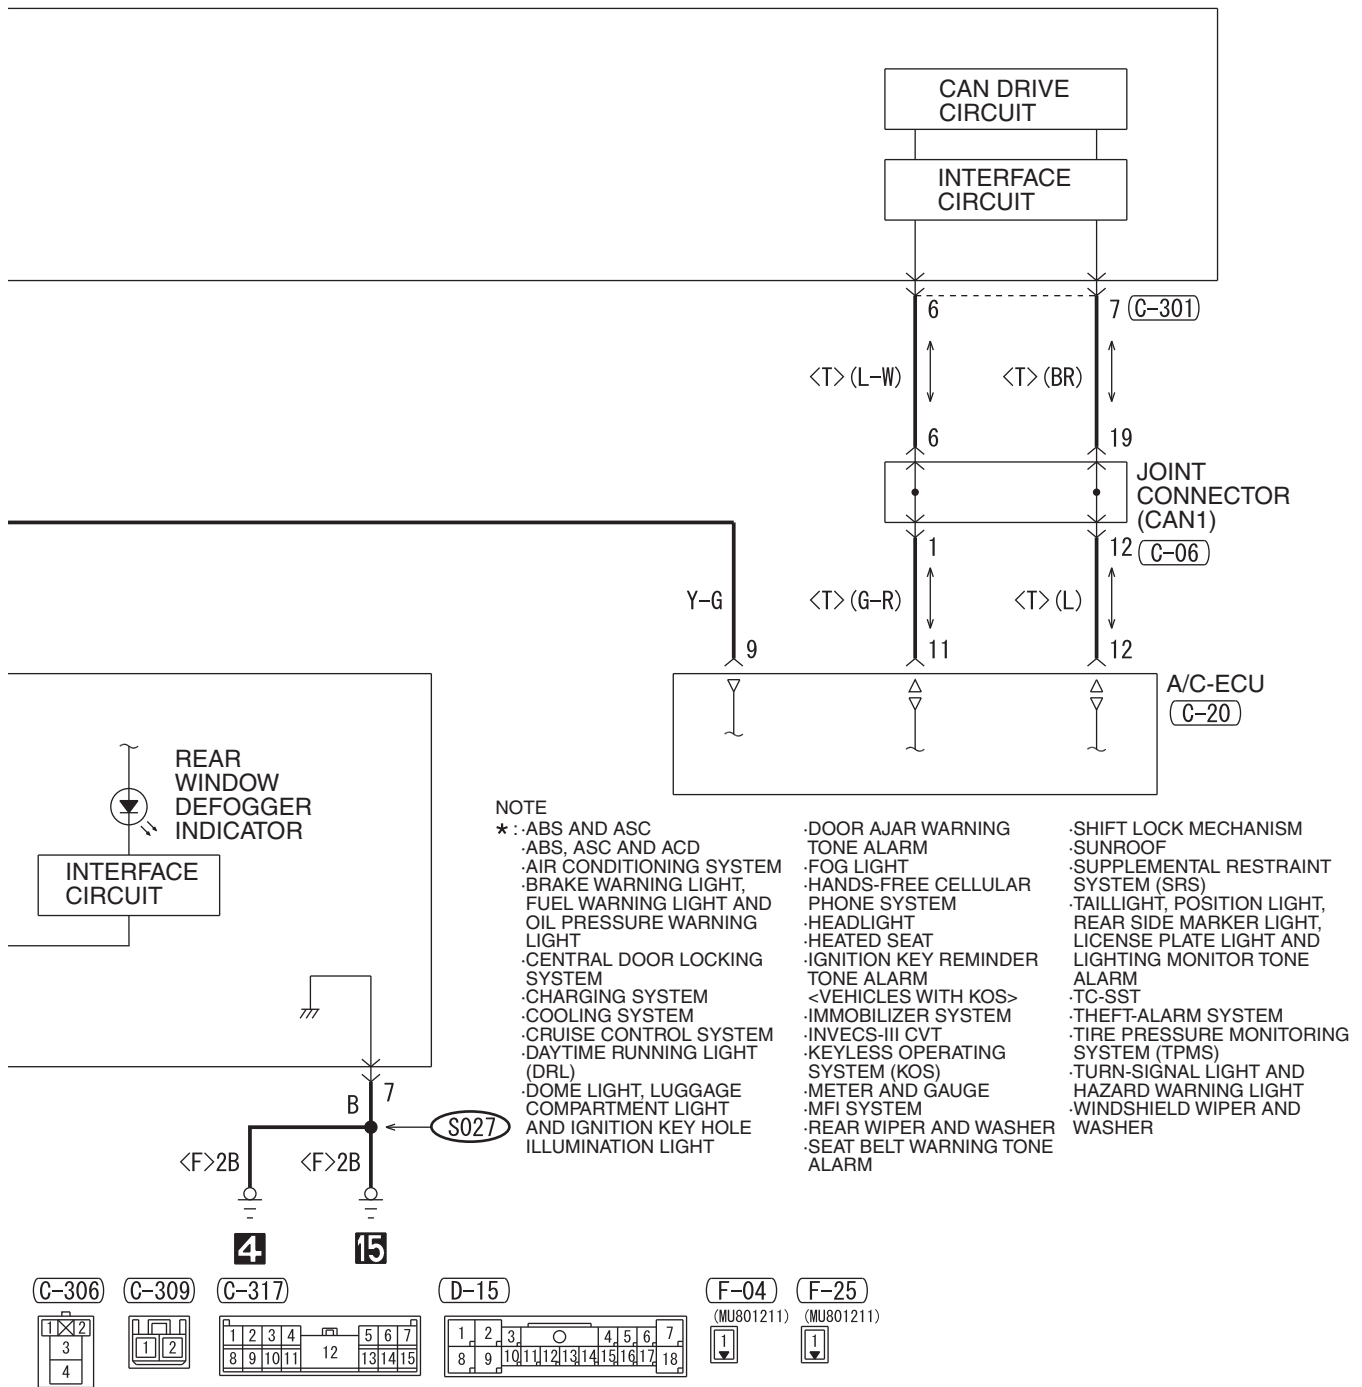 CAN DRIVE
CIRCUIT
INTERFACE
CIRCUIT
6
7 C-301
<T>(L-W)
<T>(BR)
6
19
JOINT
CONNECTOR
(CAN1)
1
12 C-06
Y-G
<T>(G-R)
<T>(L)
9
11
12
A/C-ECU
C-20
REAR
WINDOW
DEFOGGER
INDICATOR
INTERFACE
CIRCUIT
7
B
S027
<F>2B
<F>2B
4
15
NOTE
* :·ABS AND ASC
·ABS, ASC AND ACD
·AIR CONDITIONING SYSTEM
·BRAKE WARNING LIGHT,
FUEL WARNING LIGHT AND
OIL PRESSURE WARNING
LIGHT
·CENTRAL DOOR LOCKING
SYSTEM
·CHARGING SYSTEM
·COOLING SYSTEM
·CRUISE CONTROL SYSTEM
·DAYTIME RUNNING LIGHT
(DRL)
·DOME LIGHT, LUGGAGE
COMPARTMENT LIGHT
AND IGNITION KEY HOLE
ILLUMINATION LIGHT
·DOOR AJAR WARNING
TONE ALARM
·FOG LIGHT
·HANDS-FREE CELLULAR
PHONE SYSTEM
·HEADLIGHT
·HEATED SEAT
·IGNITION KEY REMINDER
TONE ALARM
<VEHICLES WITH KOS>
·IMMOBILIZER SYSTEM
·INVECS-III CVT
·KEYLESS OPERATING
SYSTEM (KOS)
·METER AND GAUGE
·MFI SYSTEM
·REAR WIPER AND WASHER
·SEAT BELT WARNING TONE
ALARM
·SHIFT LOCK MECHANISM
·SUNROOF
·SUPPLEMENTAL RESTRAINT
SYSTEM (SRS)
·TAILLIGHT, POSITION LIGHT,
REAR SIDE MARKER LIGHT,
LICENSE PLATE LIGHT AND
LIGHTING MONITOR TONE
ALARM
·TC-SST
·THEFT-ALARM SYSTEM
·TIRE PRESSURE MONITORING
SYSTEM (TPMS)
·TURN-SIGNAL LIGHT AND
HAZARD WARNING LIGHT
·WINDSHIELD WIPER AND
WASHER
C-306
1 2
3
4
C-309
1 2
C-317
1 2 3 4 5 6 7
8 9 10 11 12 13 14 15
D-15
1 2 3 4 5 6 7
8 9 10 11 12 13 14 15 16 17 18
F-04
(MU801211)
1
F-25
(MU801211)
1